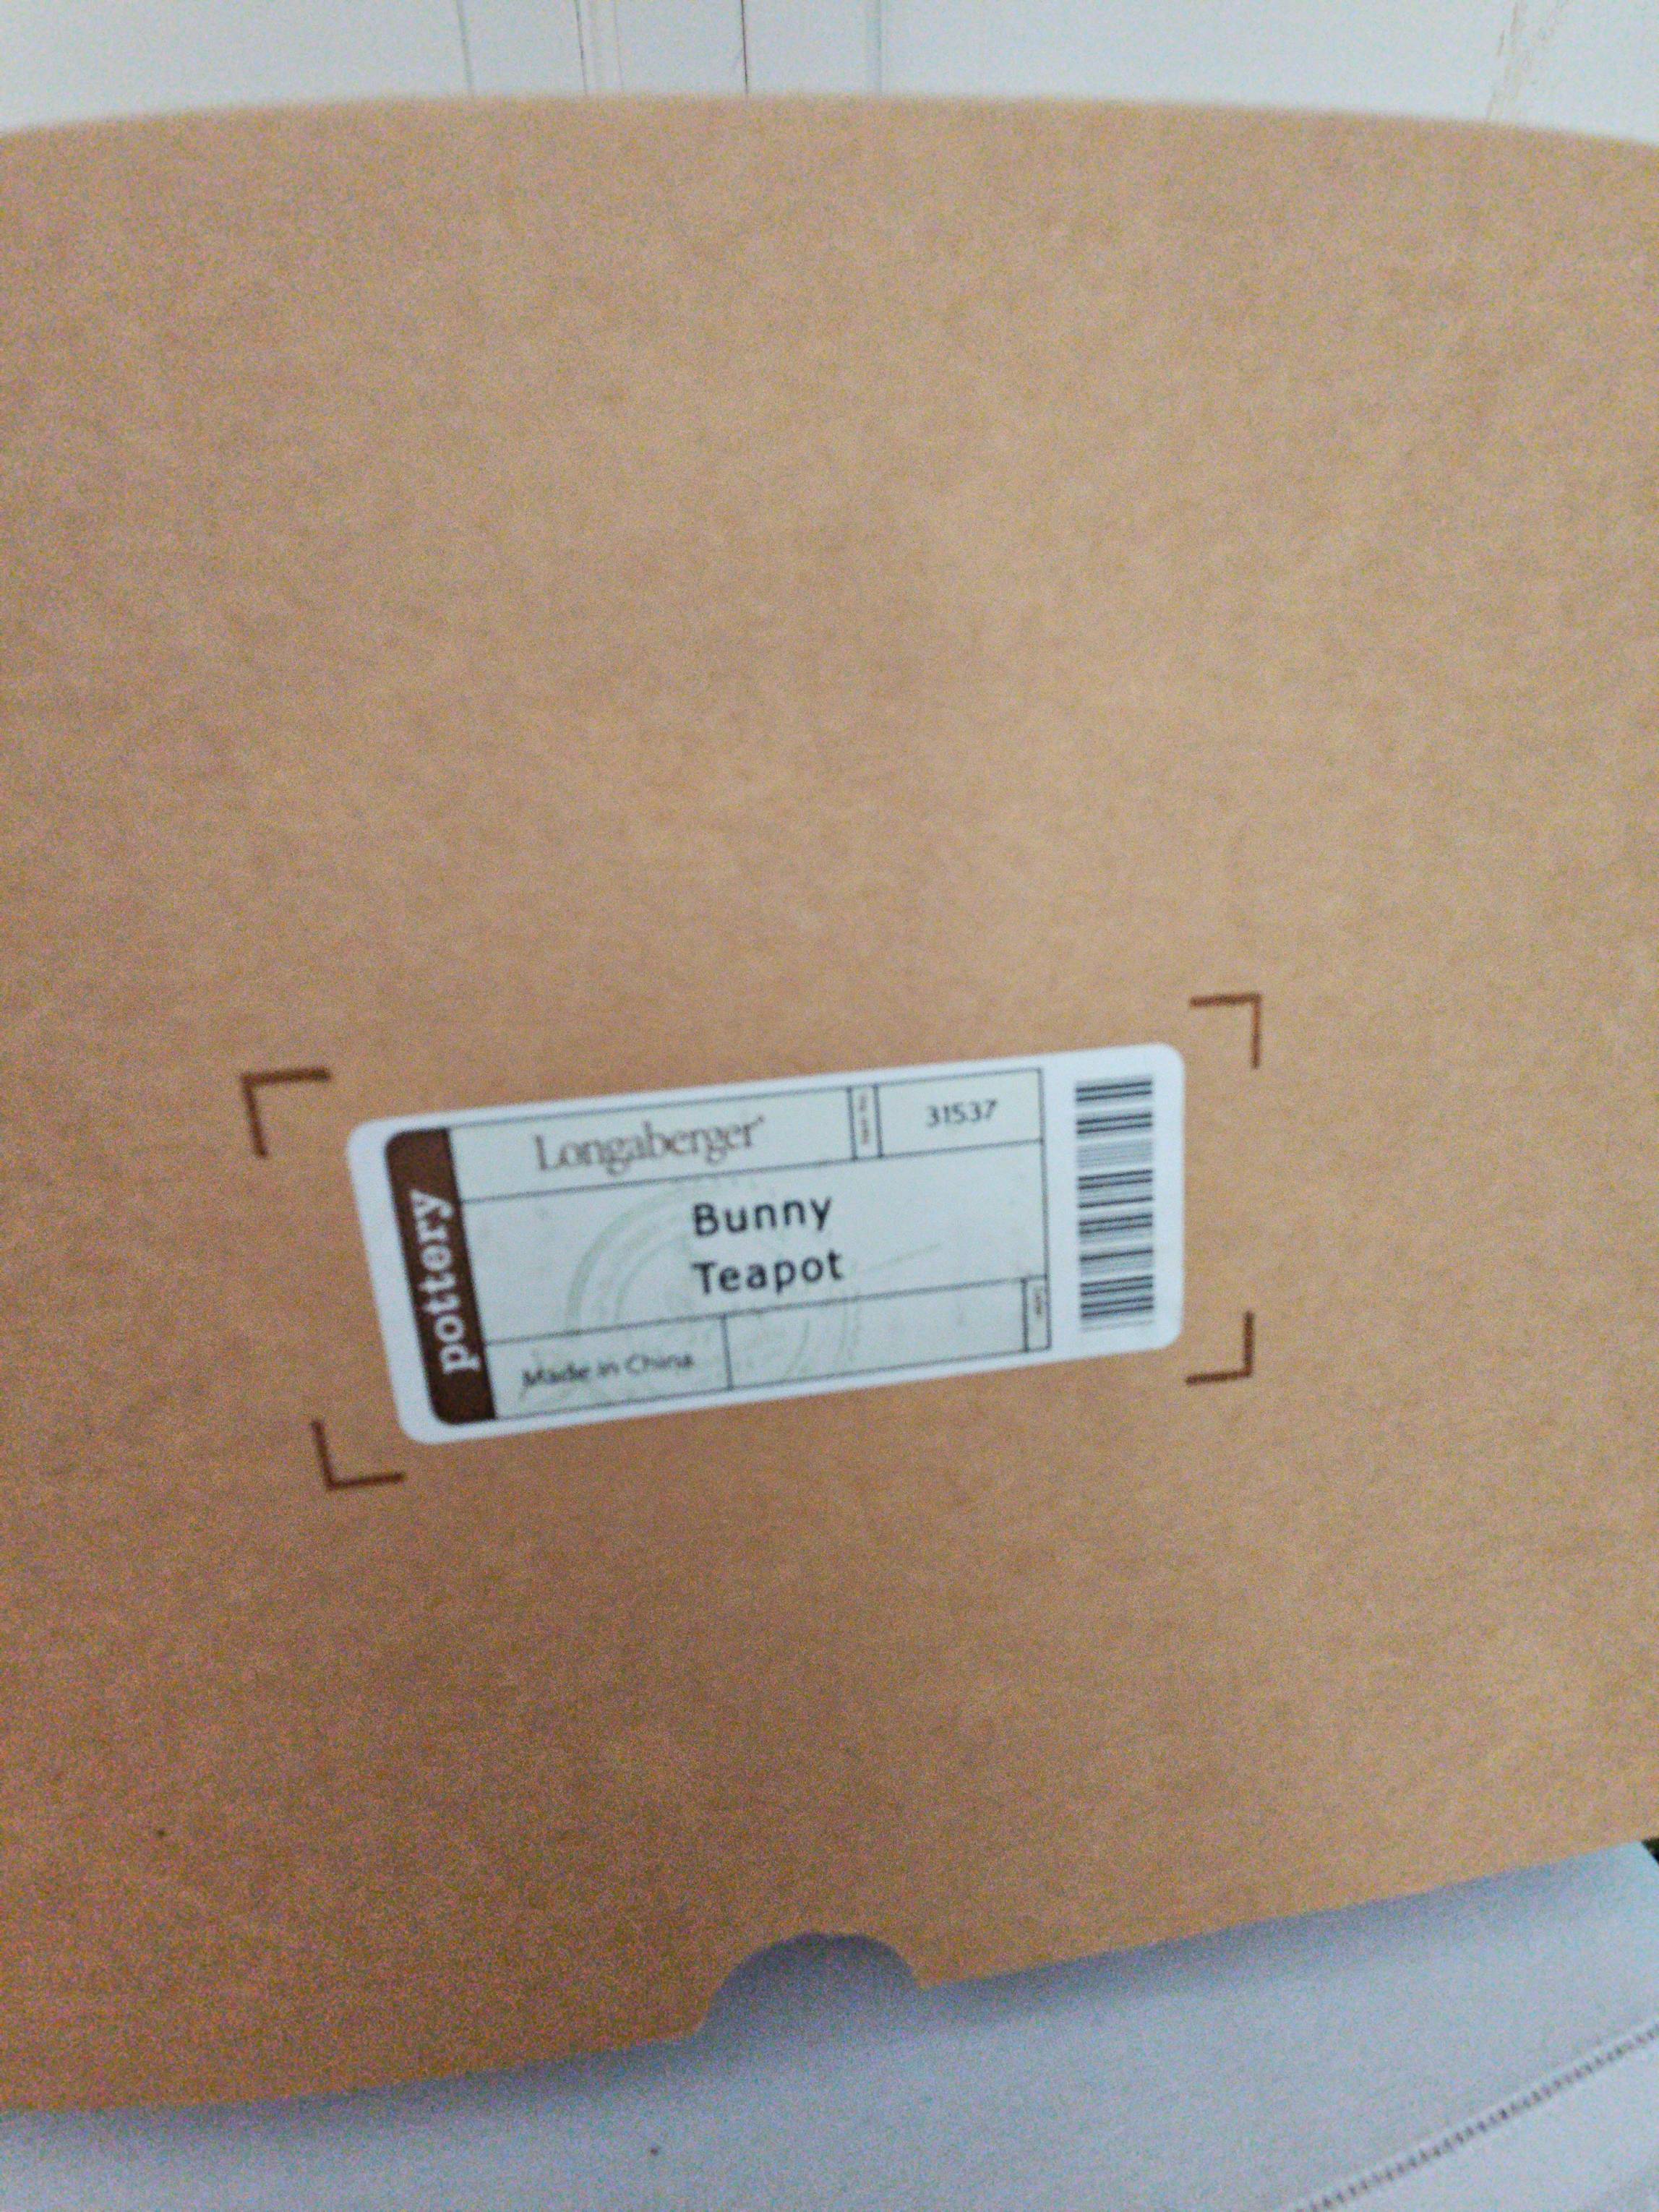 pottery
Longaberger
31537
Bunny
Teapot
Made in China